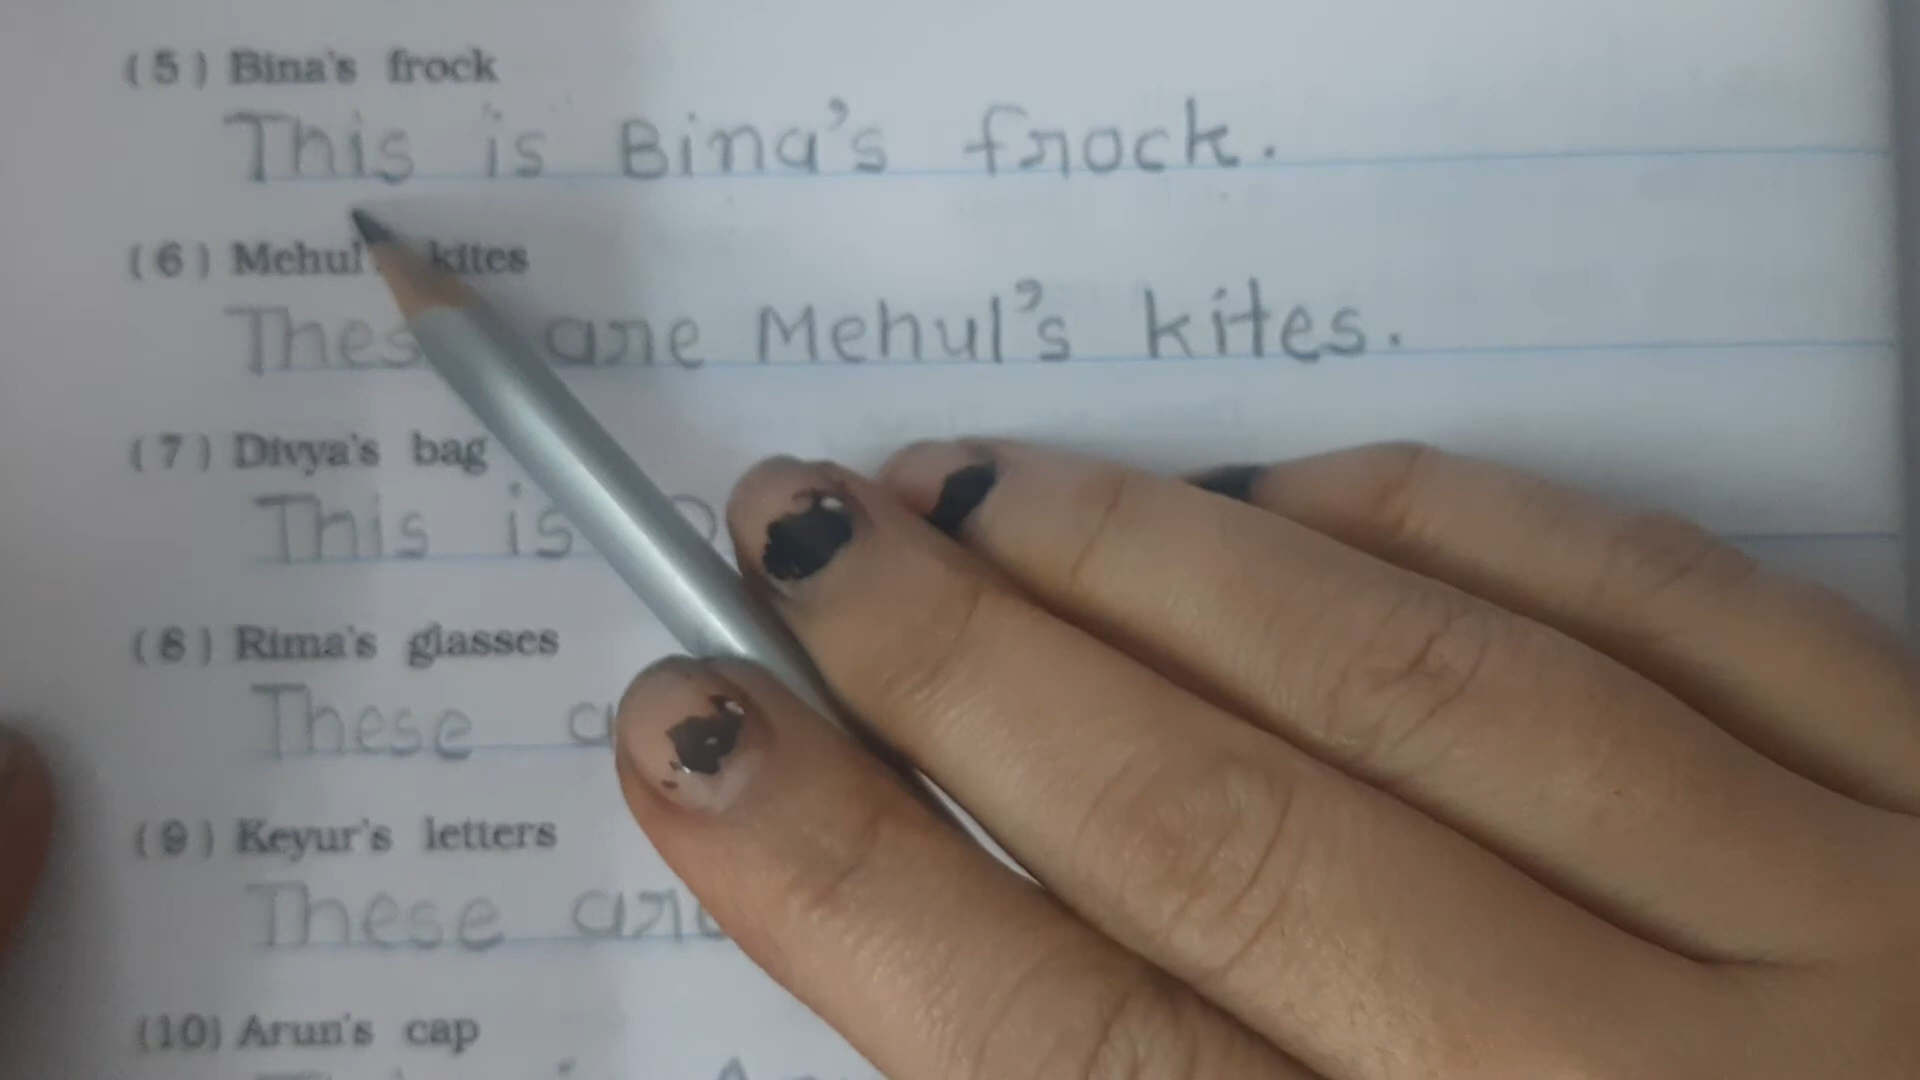 (5) Bina's frock
This is Bina's frock.
(6) Mehul's kites
These are Mehul's kites.
(7) Divya's bag
This is
(8) Rima's glasses
These
(9) Keyur's letters
These are
(10) Arun's cap